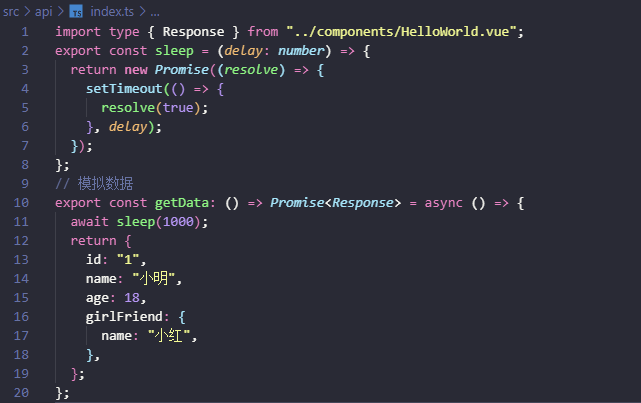 src > api > TS index.ts > ...
1 import type { Response } from "../components/HelloWorld.vue";
2 export const sleep = (delay: number) => {
3 return new Promise((resolve) => {
4 setTimeout(() => {
5 resolve(true);
6 }, delay);
7 });
8 };
9 // 模拟数据
10 export const getData: () => Promise<Response> = async () => {
11 await sleep(1000);
12 return {
13 id: "1",
14 name: "小明",
15 age: 18,
16 girlFriend: {
17 name: "小红",
18 },
19 };
20 };